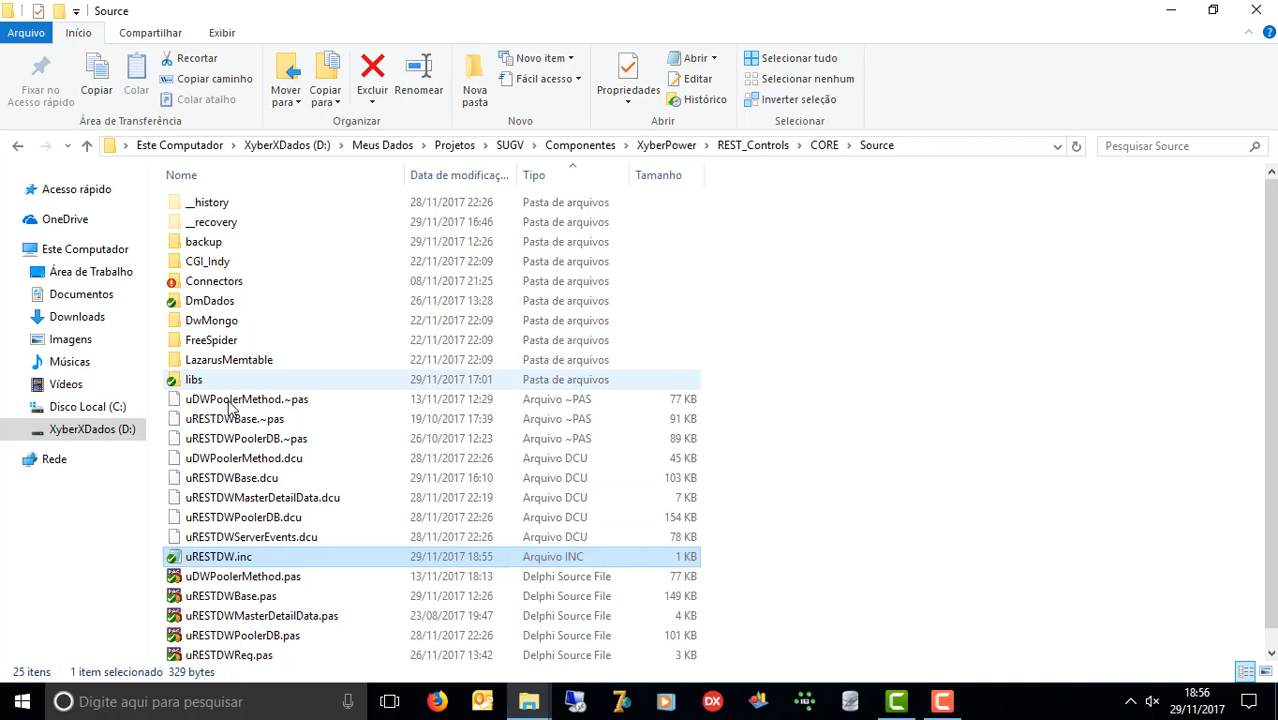 Source
Arquivo Início Compartilhar Exibir
Fixar no Acesso rápido
Copiar
Colar
Recortar
Copiar caminho
Colar atalho
Mover para
Copiar para
Excluir
Renomear
Nova pasta
Novo item
Fácil acesso
Propriedades
Abrir
Editar
Histórico
Selecionar tudo
Selecionar nenhum
Inverter seleção
Área de Transferência Organizar Novo Abrir Selecionar
Este Computador > XyberXDados (D:) > Meus Dados > Projetos > SUGV > Componentes > XyberPower > REST_Controls > CORE > Source
Pesquisar Source
Acesso rápido
OneDrive
Este Computador
Área de Trabalho
Documentos
Downloads
Imagens
Músicas
Vídeos
Disco Local (C:)
XyberXDados (D:)
Rede
Nome Data de modificaç... Tipo Tamanho
__history 28/11/2017 22:26 Pasta de arquivos
__recovery 29/11/2017 16:46 Pasta de arquivos
backup 29/11/2017 12:26 Pasta de arquivos
CGI_Indy 22/11/2017 22:09 Pasta de arquivos
Connectors 08/11/2017 21:25 Pasta de arquivos
DmDados 26/11/2017 13:28 Pasta de arquivos
DwMongo 22/11/2017 22:09 Pasta de arquivos
FreeSpider 22/11/2017 22:09 Pasta de arquivos
LazarusMemtable 22/11/2017 22:09 Pasta de arquivos
libs 29/11/2017 17:01 Pasta de arquivos
uDWPoolerMethod.~pas 13/11/2017 12:29 Arquivo ~PAS 77 KB
uRESTDWBase.~pas 19/10/2017 17:39 Arquivo ~PAS 91 KB
uRESTDWPoolerDB.~pas 26/10/2017 12:23 Arquivo ~PAS 89 KB
uDWPoolerMethod.dcu 28/11/2017 22:26 Arquivo DCU 45 KB
uRESTDWBase.dcu 29/11/2017 16:10 Arquivo DCU 103 KB
uRESTDWMasterDetailData.dcu 28/11/2017 22:19 Arquivo DCU 7 KB
uRESTDWPoolerDB.dcu 28/11/2017 22:26 Arquivo DCU 154 KB
uRESTDWServerEvents.dcu 28/11/2017 22:26 Arquivo DCU 78 KB
uRESTDW.inc 29/11/2017 18:55 Arquivo INC 1 KB
uDWPoolerMethod.pas 13/11/2017 18:13 Delphi Source File 77 KB
uRESTDWBase.pas 29/11/2017 12:26 Delphi Source File 149 KB
uRESTDWMasterDetailData.pas 23/08/2017 19:47 Delphi Source File 4 KB
uRESTDWPoolerDB.pas 28/11/2017 22:26 Delphi Source File 101 KB
uRESTDWReq.pas 26/11/2017 13:42 Delphi Source File 3 KB
25 itens 1 item selecionado 329 bytes
Digite aqui para pesquisar
18:56
29/11/2017